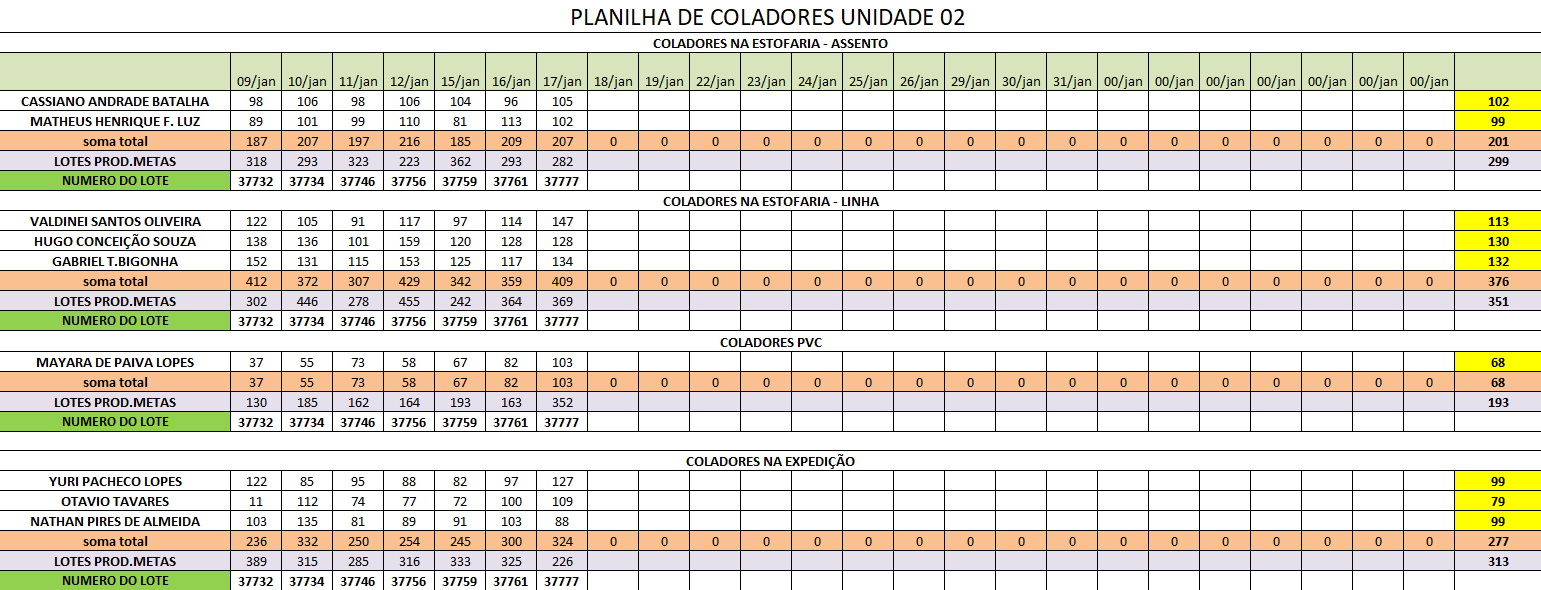 PLANILHA DE COLADORES UNIDADE 02
COLADORES NA ESTOFARIA - ASSENTO
09/jan 10/jan 11/jan 12/jan 15/jan 16/jan 17/jan 18/jan 19/jan 22/jan 23/jan 24/jan 25/jan 26/jan 29/jan 30/jan 31/jan 00/jan 00/jan 00/jan 00/jan 00/jan 00/jan 00/jan
CASSIANO ANDRADE BATALHA 98 106 98 106 104 96 105 102
MATHEUS HENRIQUE F. LUZ 89 101 99 110 81 113 102 99
soma total 187 207 197 216 185 209 207 0 0 0 0 0 0 0 0 0 0 0 0 0 0 0 0 0 201
LOTES PROD.METAS 318 293 323 223 362 293 282 299
NUMERO DO LOTE 37732 37734 37746 37756 37759 37761 37777
COLADORES NA ESTOFARIA - LINHA
VALDINEI SANTOS OLIVEIRA 122 105 91 117 97 114 147 113
HUGO CONCEIÇÃO SOUZA 138 136 101 159 120 128 128 130
GABRIEL T.BIGONHA 152 131 115 153 125 117 134 132
soma total 412 372 307 429 342 359 409 0 0 0 0 0 0 0 0 0 0 0 0 0 0 0 0 0 376
LOTES PROD.METAS 302 446 278 455 242 364 369 351
NUMERO DO LOTE 37732 37734 37746 37756 37759 37761 37777
COLADORES PVC
MAYARA DE PAIVA LOPES 37 55 73 58 67 82 103 68
soma total 37 55 73 58 67 82 103 0 0 0 0 0 0 0 0 0 0 0 0 0 0 0 0 0 68
LOTES PROD.METAS 130 185 162 164 193 163 352 193
NUMERO DO LOTE 37732 37734 37746 37756 37759 37761 37777
COLADORES NA EXPEDIÇÃO
YURI PACHECO LOPES 122 85 95 88 82 97 127 99
OTAVIO TAVARES 11 112 74 77 72 100 109 79
NATHAN PIRES DE ALMEIDA 103 135 81 89 91 103 88 99
soma total 236 332 250 254 245 300 324 0 0 0 0 0 0 0 0 0 0 0 0 0 0 0 0 0 277
LOTES PROD.METAS 389 315 285 316 333 325 226 313
NUMERO DO LOTE 37732 37734 37746 37756 37759 37761 37777